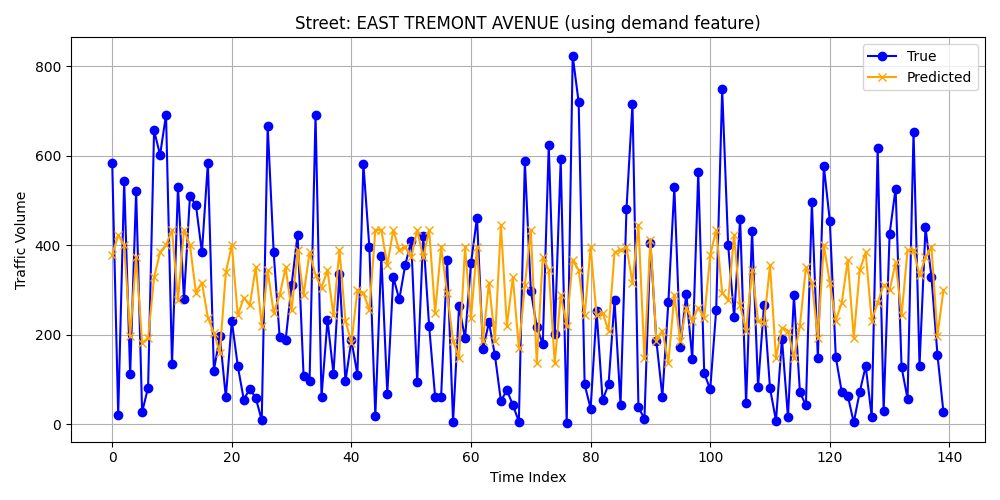 Street: EAST TREMONT AVENUE (using demand feature)
True
Predicted
Traffic Volume
800
600
400
200
0
0 20 40 60 80 100 120 140
Time Index